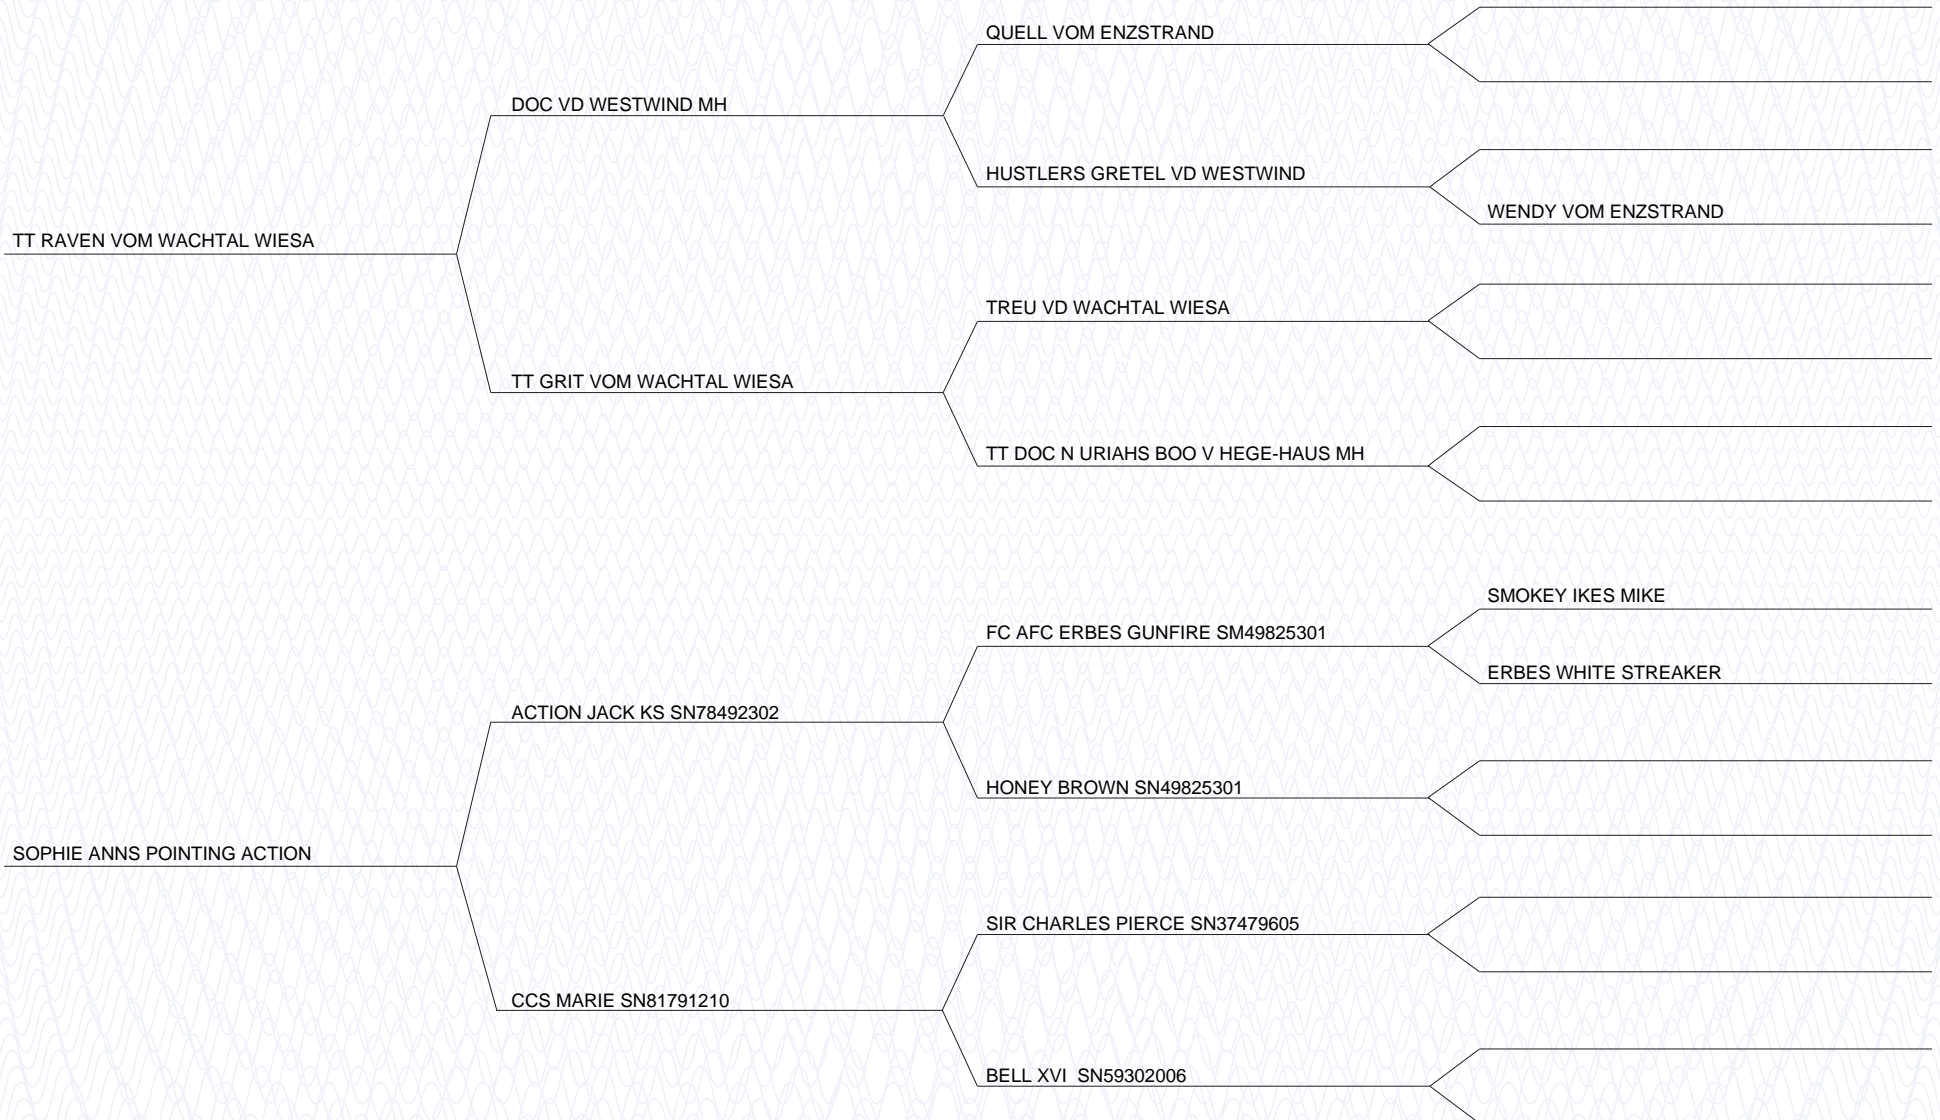 QUELL VOM ENZSTRAND
DOC VD WESTWIND MH
HUSTLERS GRETEL VD WESTWIND
WENDY VOM ENZSTRAND
TT RAVEN VOM WACHTAL WIESA
TREU VD WACHTAL WIESA
TT GRIT VOM WACHTAL WIESA
TT DOC N URIAHS BOO V HEGE-HAUS MH
SMOKEY IKES MIKE
FC AFC ERBES GUNFIRE SM49825301
ERBES WHITE STREAKER
ACTION JACK KS SN78492302
HONEY BROWN SN49825301
SOPHIE ANNS POINTING ACTION
SIR CHARLES PIERCE SN37479605
CCS MARIE SN81791210
BELL XVI  SN59302006